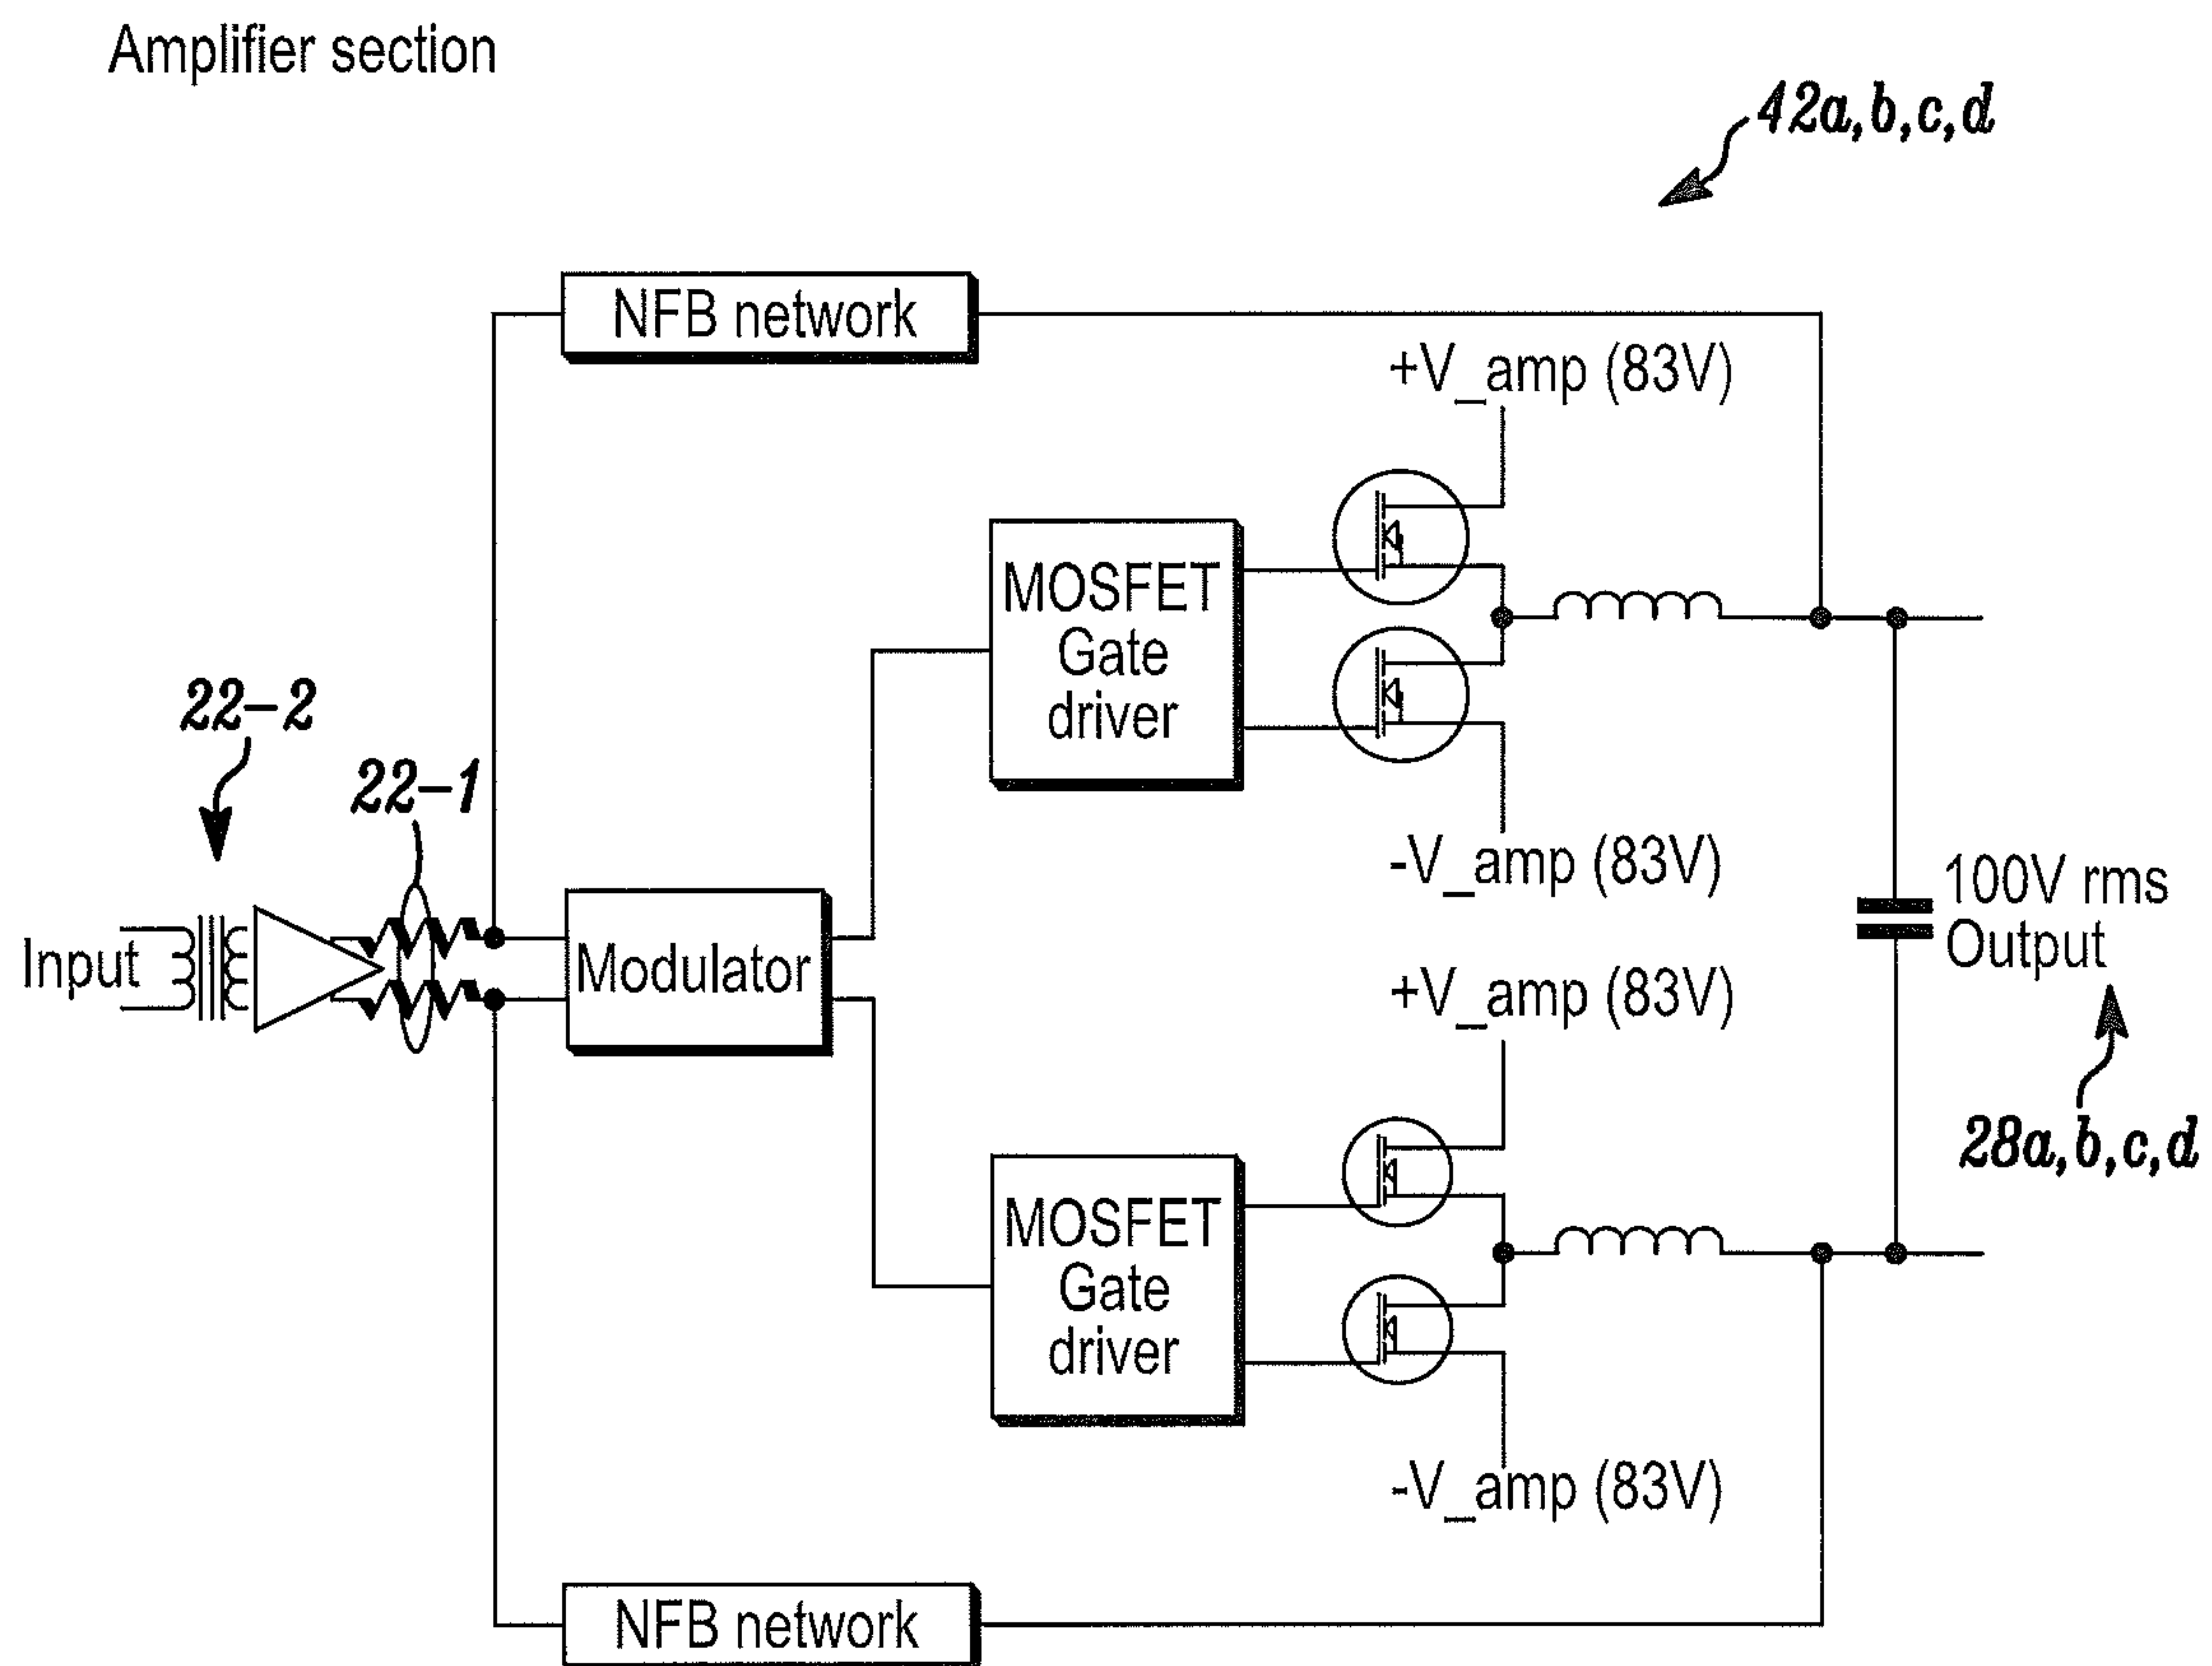 Amplifier section
42a,b,c,d
NFB network
+V_amp (83V)
MOSFET
Gate
driver
-V_amp (83V)
22-2
22-1
Input
Modulator
100V rms
Output
28a,b,c,d
+V_amp (83V)
MOSFET
Gate
driver
-V_amp (83V)
NFB network